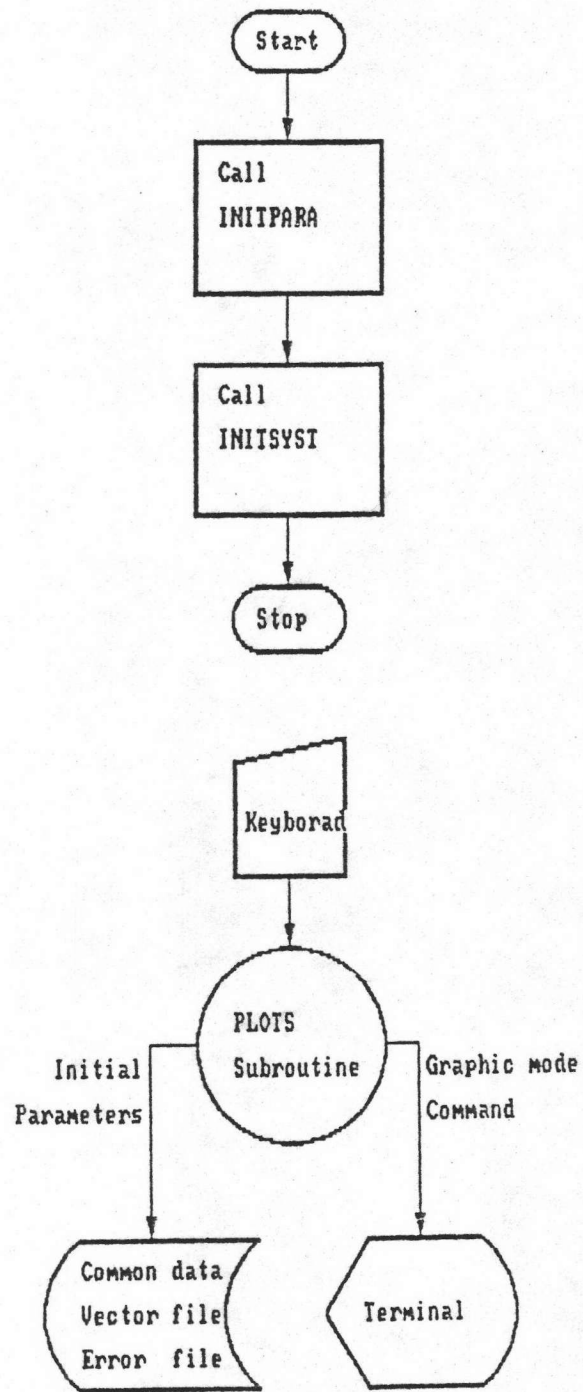 Start
Call
INITPARA
Call
INITSYST
Stop
Keyborad
PLOTS
Subroutine
Initial
Parameters
Graphic mode
Command
Common data
Vector file
Error file
Terminal